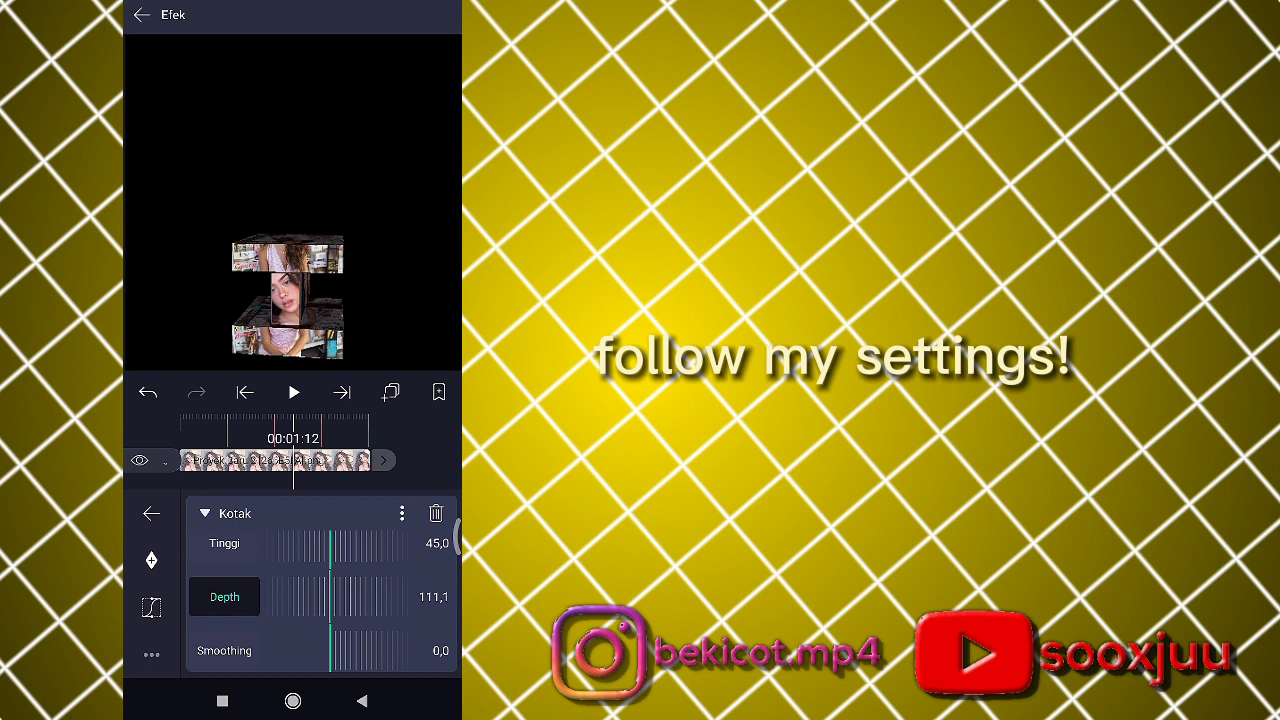 Efek
00:01:12
Kotak
Tinggi
45,0
Depth
111,1
Smoothing
0,0
follow my settings!
bekicot.mp4
sooxjuu